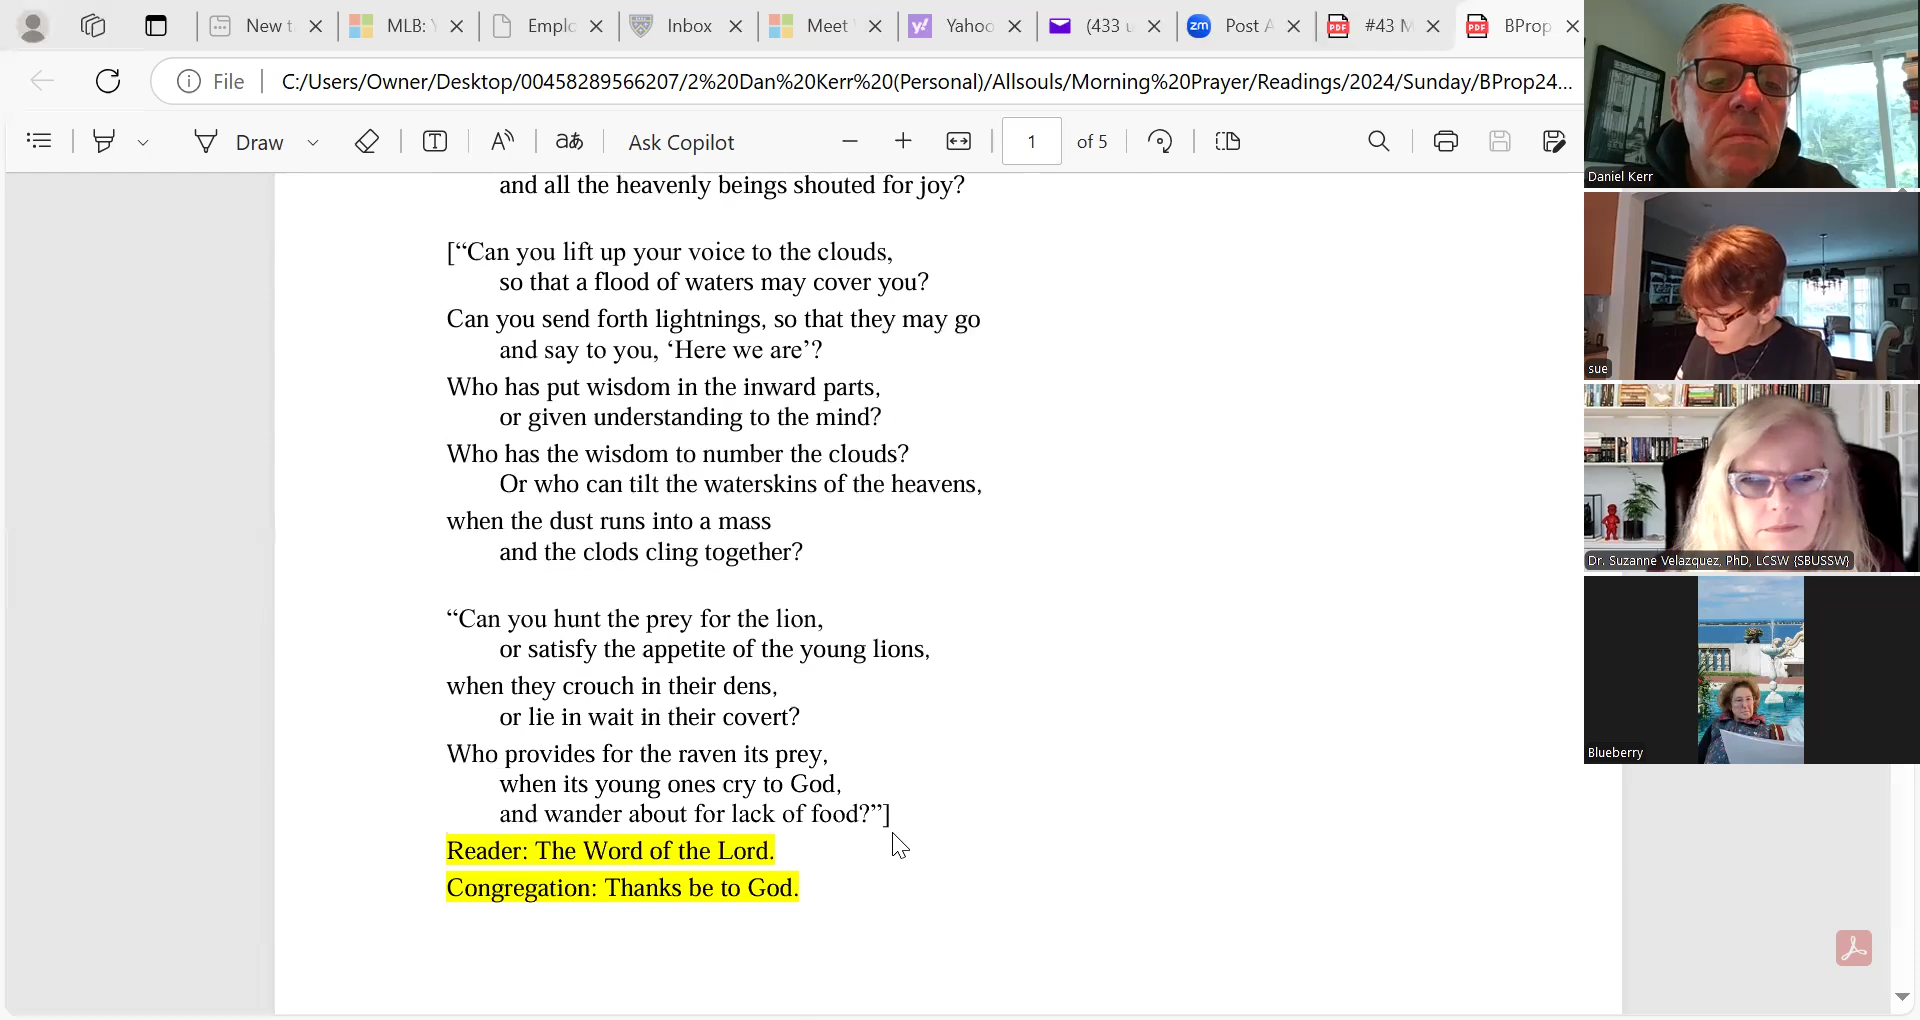 New t
MLB: Y
Emplo
Inbox
Meet
Yahoo
(433 u
zm
Post A
PDF
#43 M
PDF
BProp
File
C:/Users/Owner/Desktop/00458289566207/2%20Dan%20Kerr%20(Personal)/Allsouls/Morning%20Prayer/Readings/2024/Sunday/BProp24...
Draw
aあ
Ask Copilot
1
of 5
and all the heavenly beings shouted for joy?
[“Can you lift up your voice to the clouds,
so that a flood of waters may cover you?
Can you send forth lightnings, so that they may go
and say to you, ‘Here we are’?
Who has put wisdom in the inward parts,
or given understanding to the mind?
Who has the wisdom to number the clouds?
Or who can tilt the waterskins of the heavens,
when the dust runs into a mass
and the clods cling together?
“Can you hunt the prey for the lion,
or satisfy the appetite of the young lions,
when they crouch in their dens,
or lie in wait in their covert?
Who provides for the raven its prey,
when its young ones cry to God,
and wander about for lack of food?”]
Reader: The Word of the Lord.
Congregation: Thanks be to God.
Daniel Kerr
sue
Dr. Suzanne Velazquez, PhD, LCSW {SBUSSW}
Blueberry